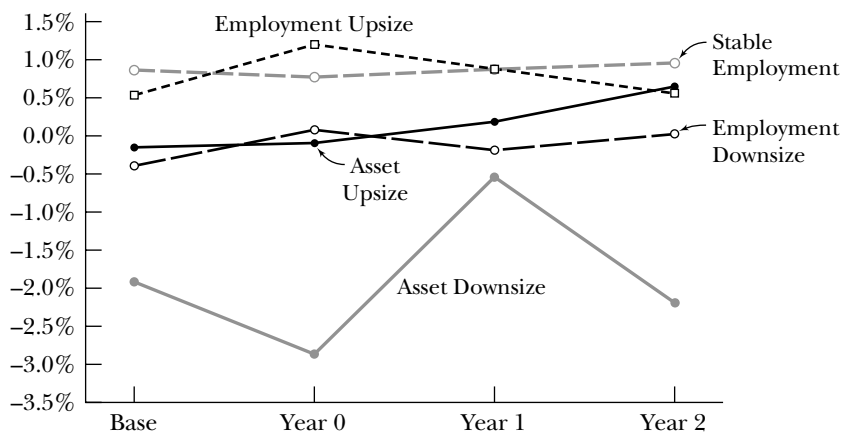 1.5%
Employment Upsize
1.0%
Stable
Employment
0.5%
0.0%
Employment
Downsize
Asset
Upsize
–0.5%
–1.0%
–1.5%
–2.0%
Asset Downsize
–2.5%
–3.0%
–3.5%
Base
Year 0
Year 1
Year 2